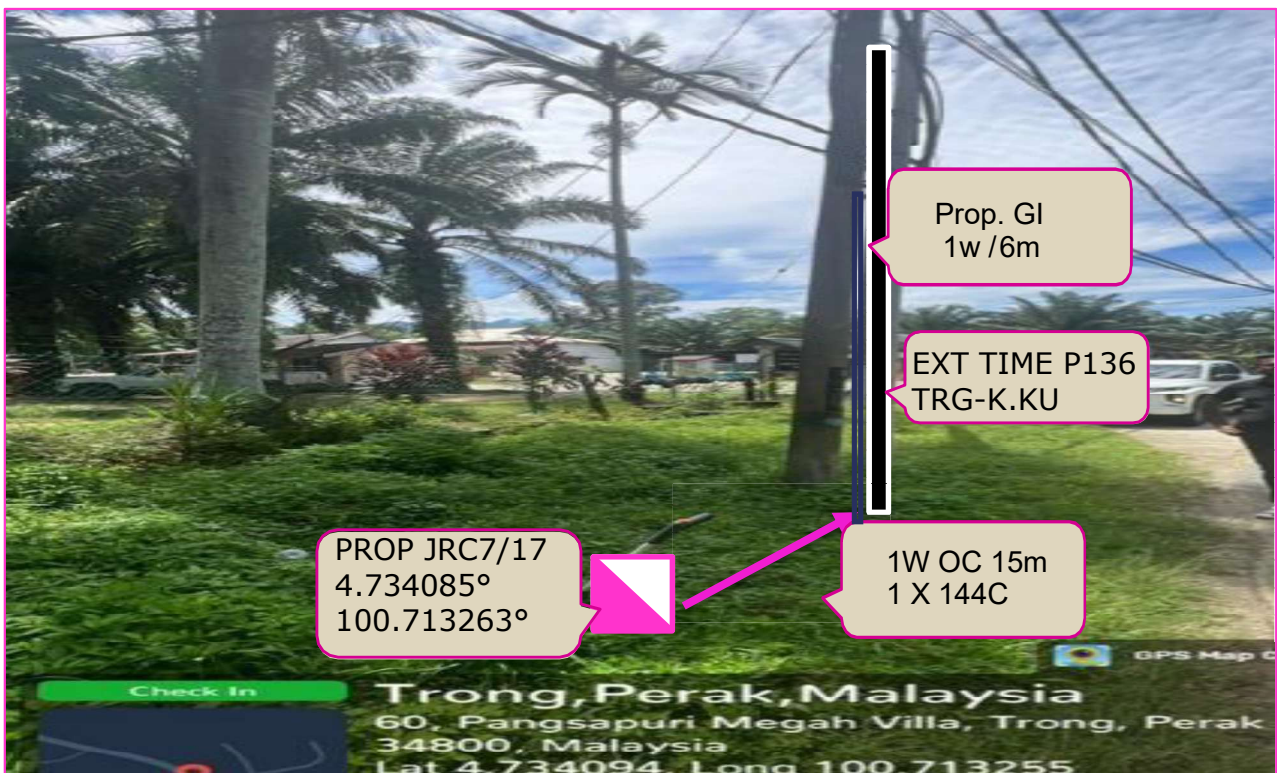 Prop. GI
1w /6m
EXT TIME P136
TRG-K.KU
PROP JRC7/17
4.734085°
100.713263°
1W OC 15m
1 X 144C
GPS Map C
Check In
Trong,Perak,Malaysia
60, Pangsapuri Megah Villa, Trong, Perak
34800, Malaysia
Lat 4.734094, Long 100.713255